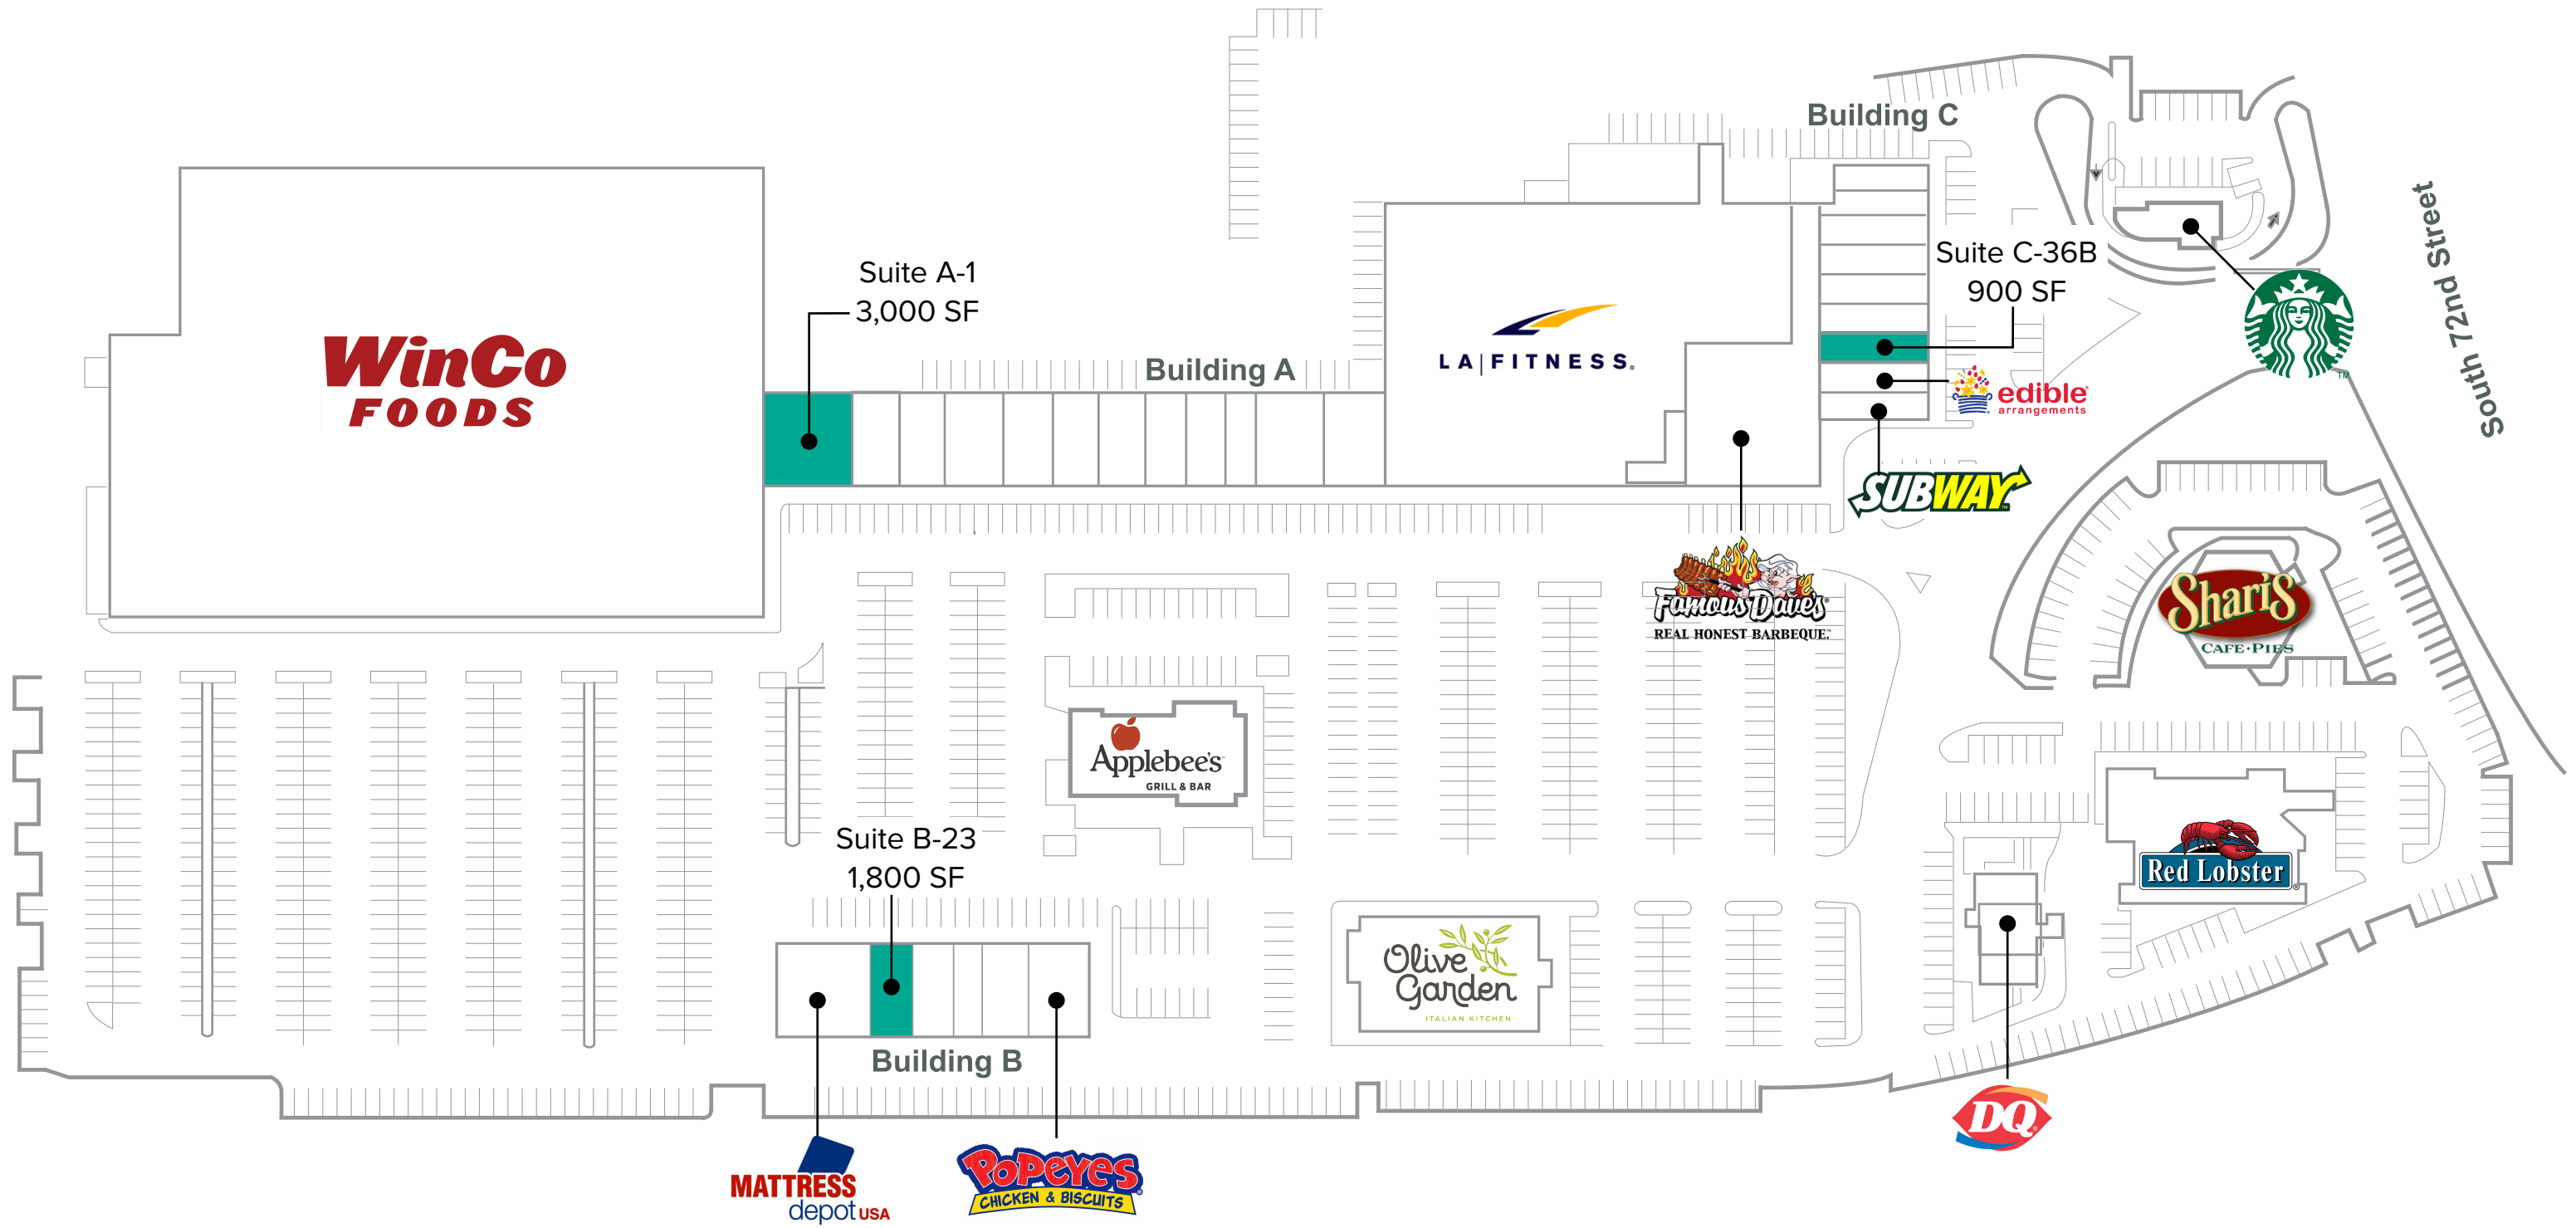 Building C
South 72nd Street
Suite A-1
3,000 SF
Suite C-36B
900 SF
WinCo
FOODS
Building A
LA|FITNESS®
TM
edible®
arrangements
SUBWAY
Famous Dave's®
REAL HONEST BARBEQUE.™
Shari's
CAFE·PIES
Applebee's
GRILL & BAR
Suite B-23
1,800 SF
Red Lobster®
Olive
Garden
ITALIAN KITCHEN
Building B
DQ®
MATTRESS
depot USA
POPEYES®
CHICKEN & BISCUITS